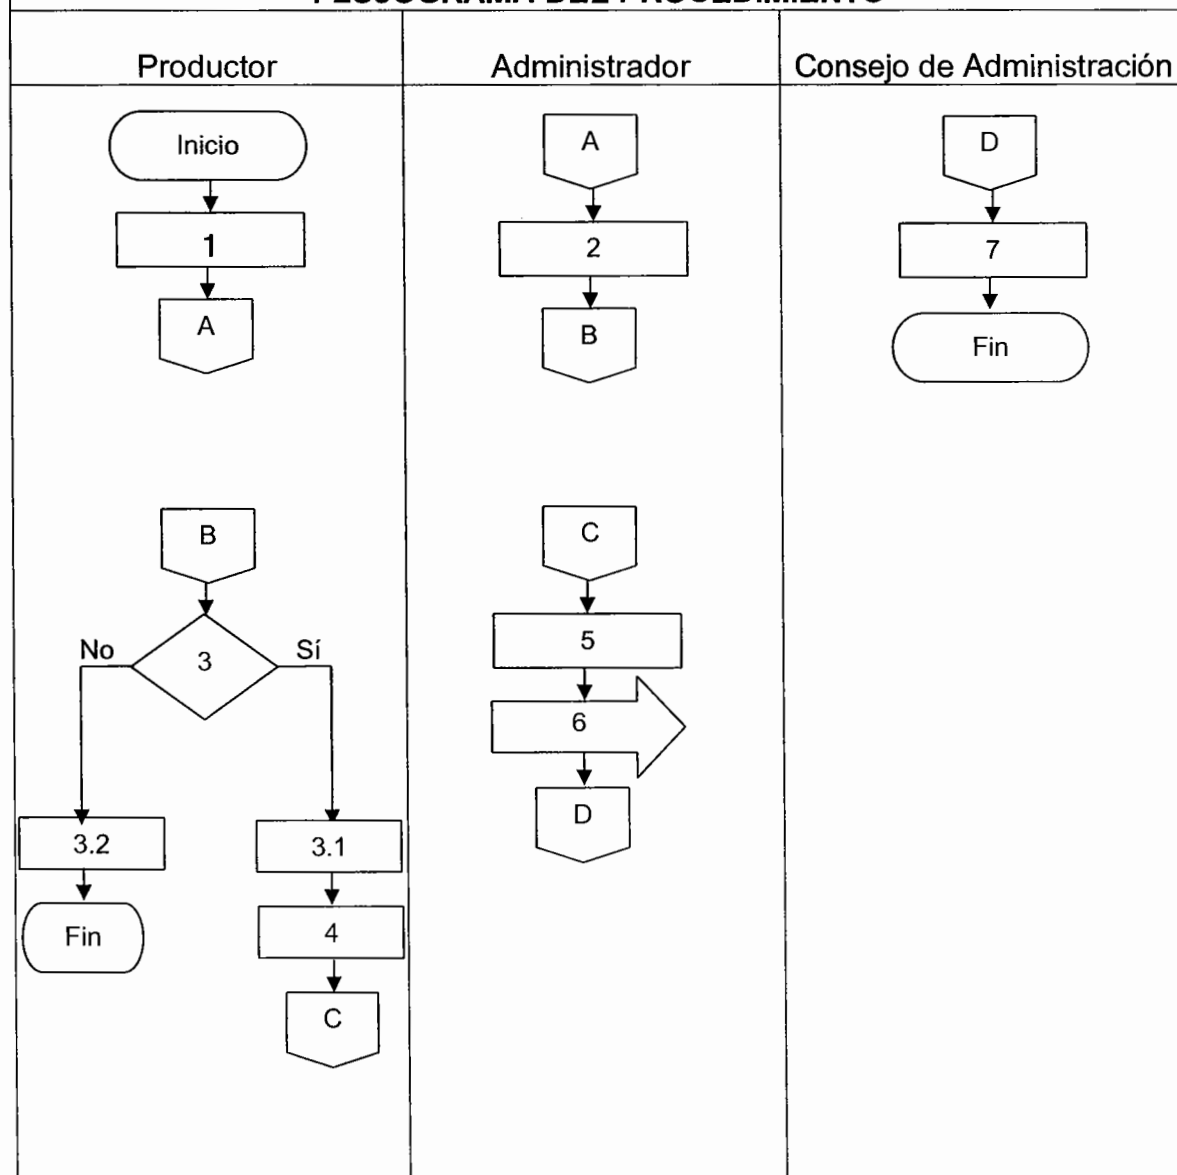 Productor
Administrador
Consejo de Administración
Inicio
1
A
B
No
3
Sí
3.2
3.1
Fin
4
C
A
2
B
C
5
6
D
D
7
Fin